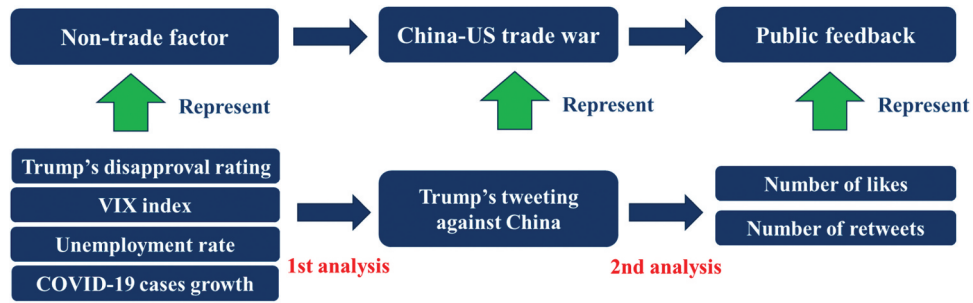 Non-trade factor
China-US trade war
Public feedback
Represent
Represent
Represent
Trump's disapproval rating
VIX index
Unemployment rate
COVID-19 cases growth
1st analysis
Trump's tweeting
against China
2nd analysis
Number of likes
Number of retweets